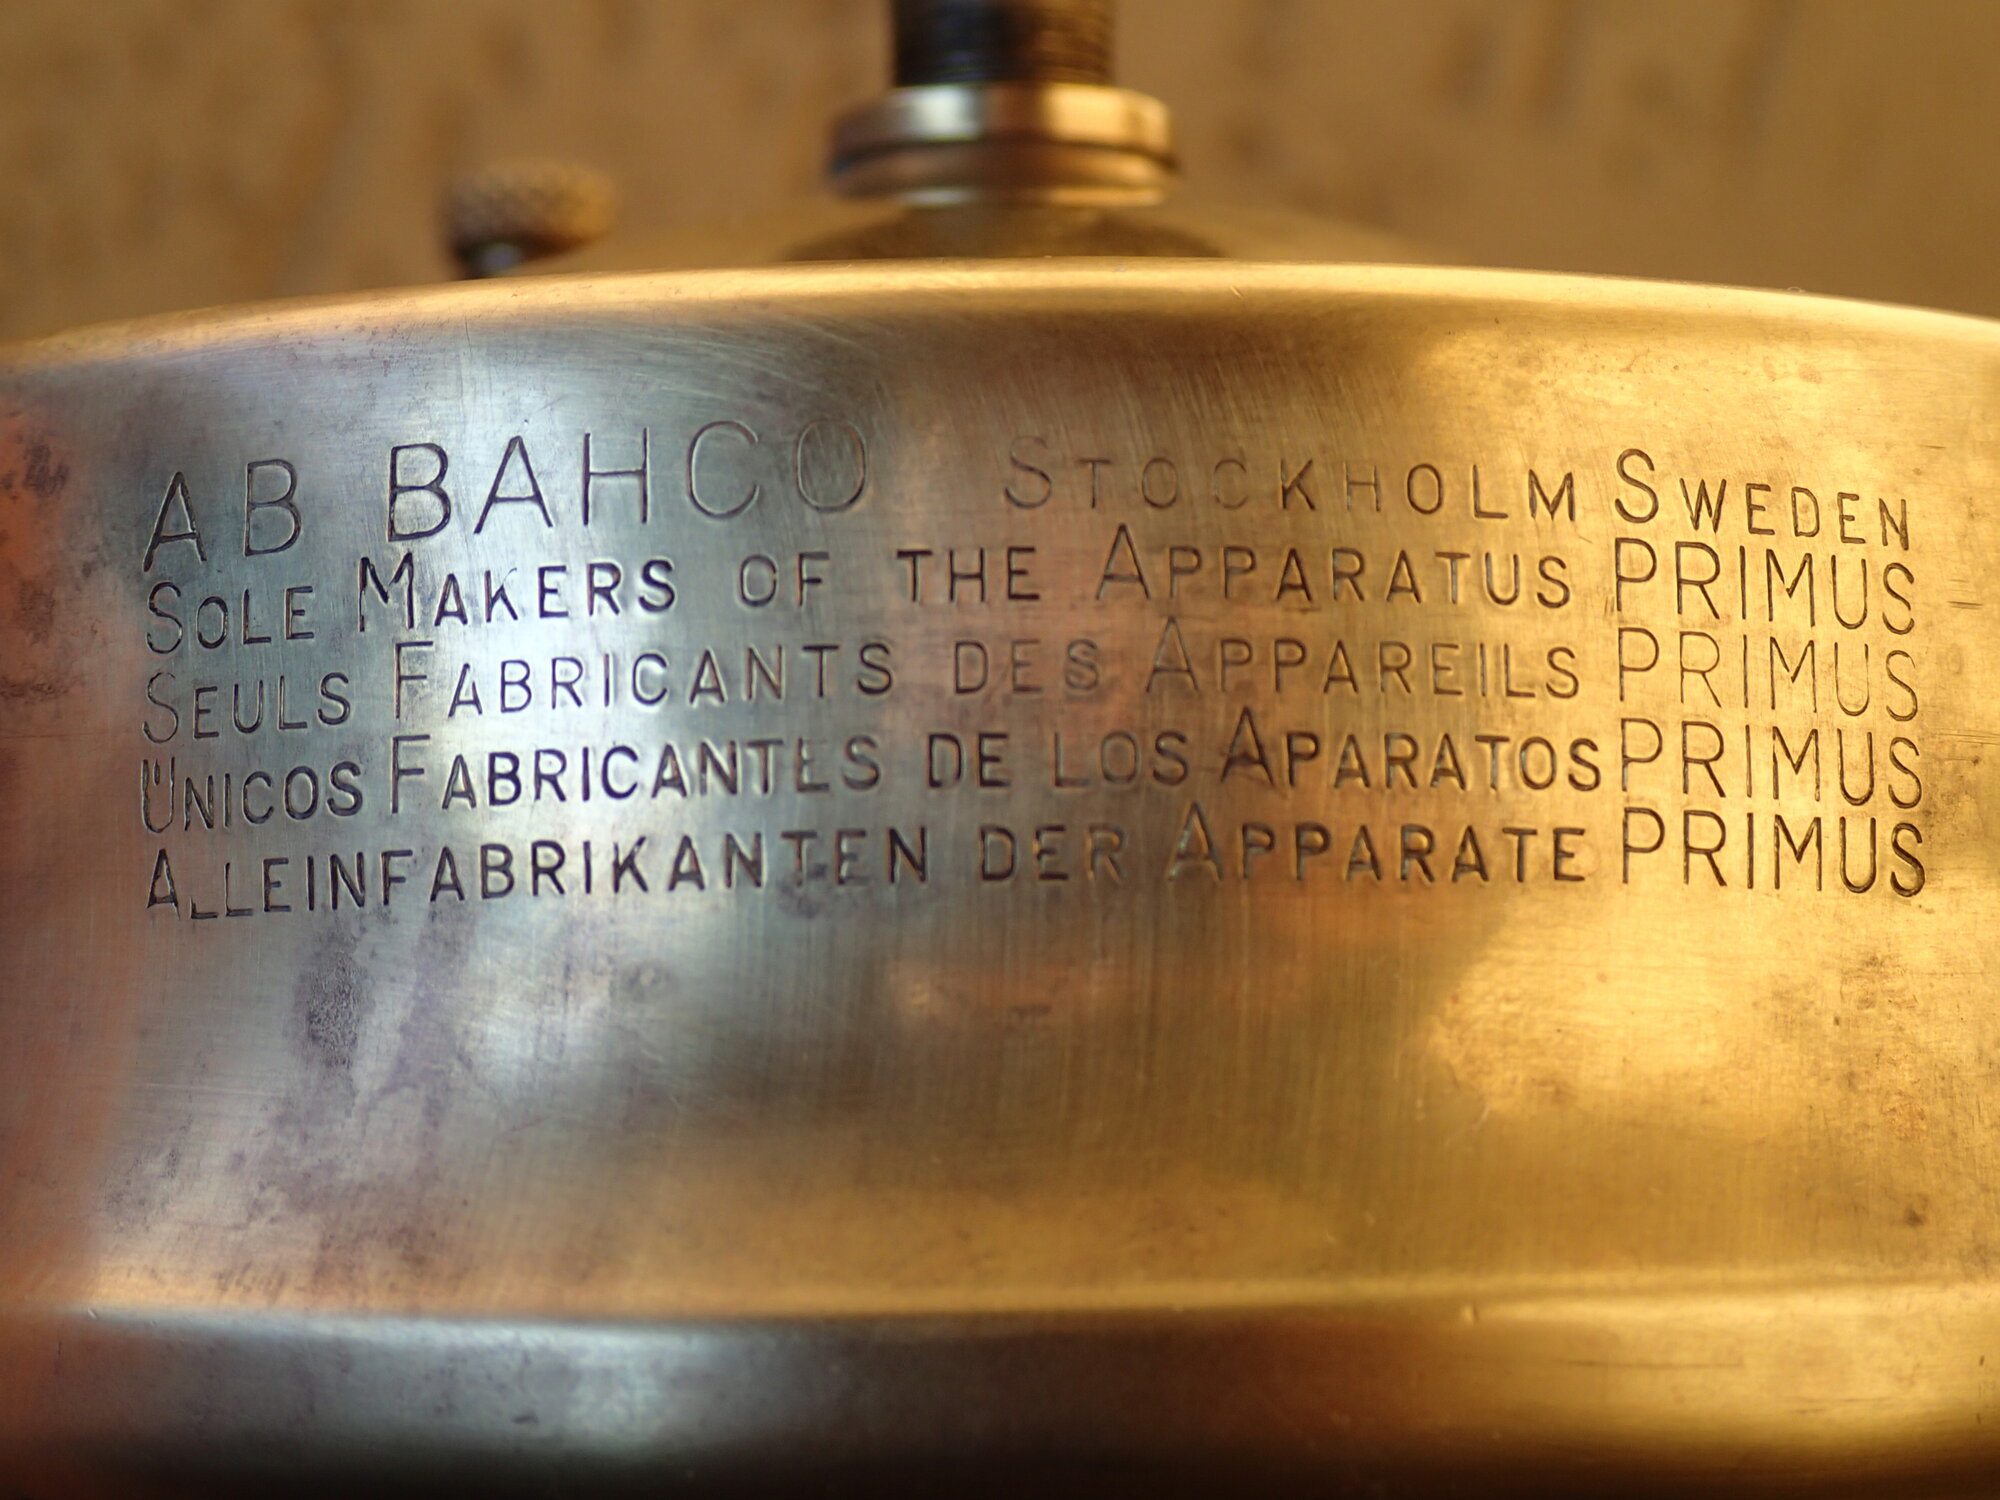 AB BAHCO STOCKHOLM SWEDEN
SOLE MAKERS OF THE APPARATUS PRIMUS
SEULS FABRICANTS DES APPAREILS PRIMUS
ÚNICOS FABRICANTES DE LOS APARATOS PRIMUS
ALLEINFABRIKANTEN DER APPARATE PRIMUS